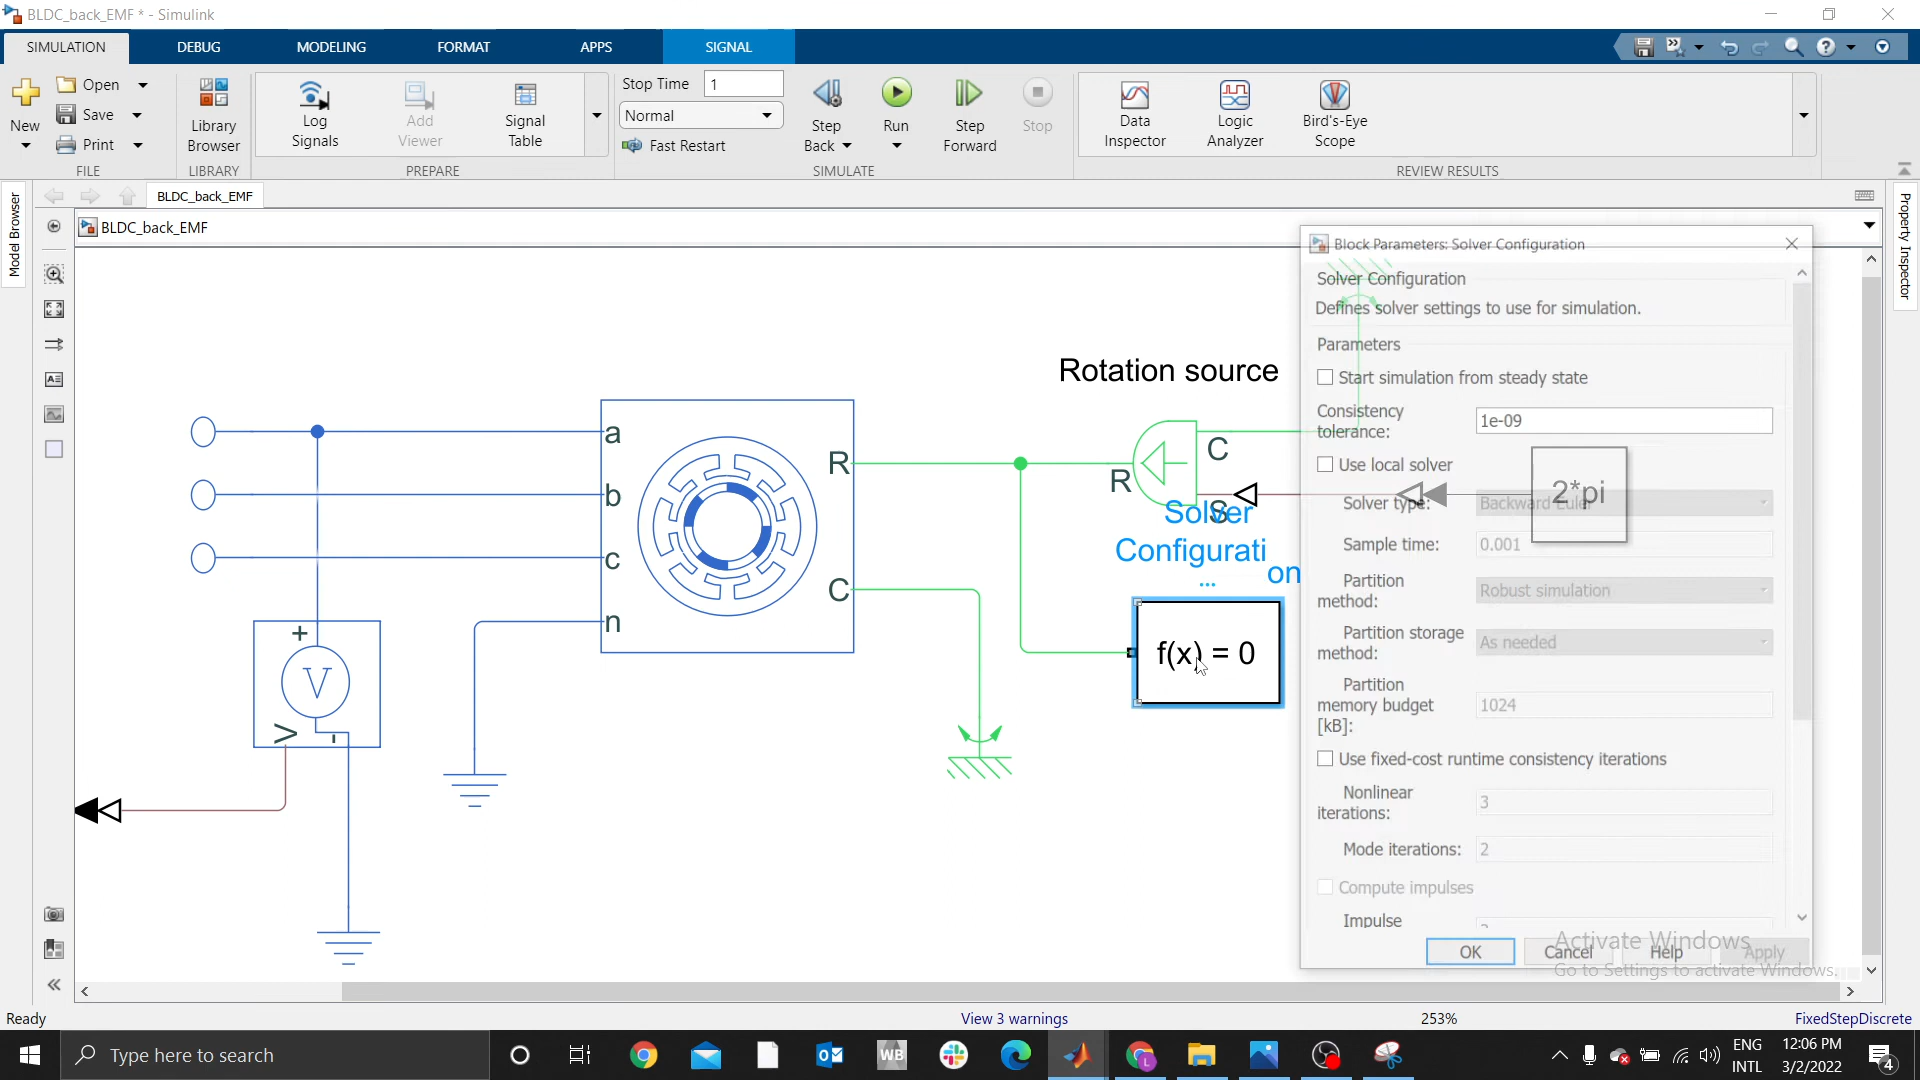 BLDC_back_EMF * - Simulink
SIMULATION
DEBUG
MODELING
FORMAT
APPS
SIGNAL
New
Open
Save
Print
FILE
Library
Browser
LIBRARY
Log
Signals
Add
Viewer
Signal
Table
PREPARE
Stop Time
1
Normal
Fast Restart
Step
Back
Run
Step
Forward
Stop
SIMULATE
Data
Inspector
Logic
Analyzer
Bird's-Eye
Scope
REVIEW RESULTS
Model Browser
BLDC_back_EMF
BLDC_back_EMF
Property Inspector
Rotation source
a
b
c
n
R
C
+
V
V
-
R
C
S
Solver
Configurati
...
on
f(x) = 0
2*pi
Block Parameters: Solver Configuration
Solver Configuration
Defines solver settings to use for simulation.
Parameters
Start simulation from steady state
Consistency
tolerance:
1e-09
Use local solver
Solver type:
Backward Euler
Sample time:
0.001
Partition
method:
Robust simulation
Partition storage
method:
As needed
Partition
memory budget
[kB]:
1024
Use fixed-cost runtime consistency iterations
Nonlinear
iterations:
3
Mode iterations:
2
Compute impulses
Impulse
OK
Cancel
Help
Apply
Activate Windows
Go to Settings to activate Windows.
Ready
View 3 warnings
253%
FixedStepDiscrete
Type here to search
WB
L
ENG
INTL
12:06 PM
3/2/2022
4